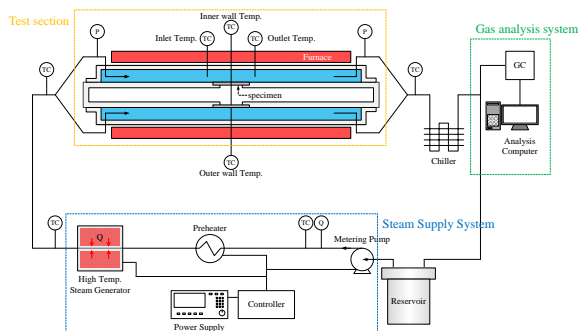 Test section
Inner wall Temp.
Gas analysis system
TC
P
Inlet Temp.
TC
TC
Outlet Temp.
P
Furnace
TC
TC
GC
specimen
Analysis
Computer
Chiller
TC
Outer wall Temp.
Steam Supply System
TC
Q
Preheater
TC
Q
Metering Pump
High Temp.
Steam Generator
Controller
Power Supply
Reservoir